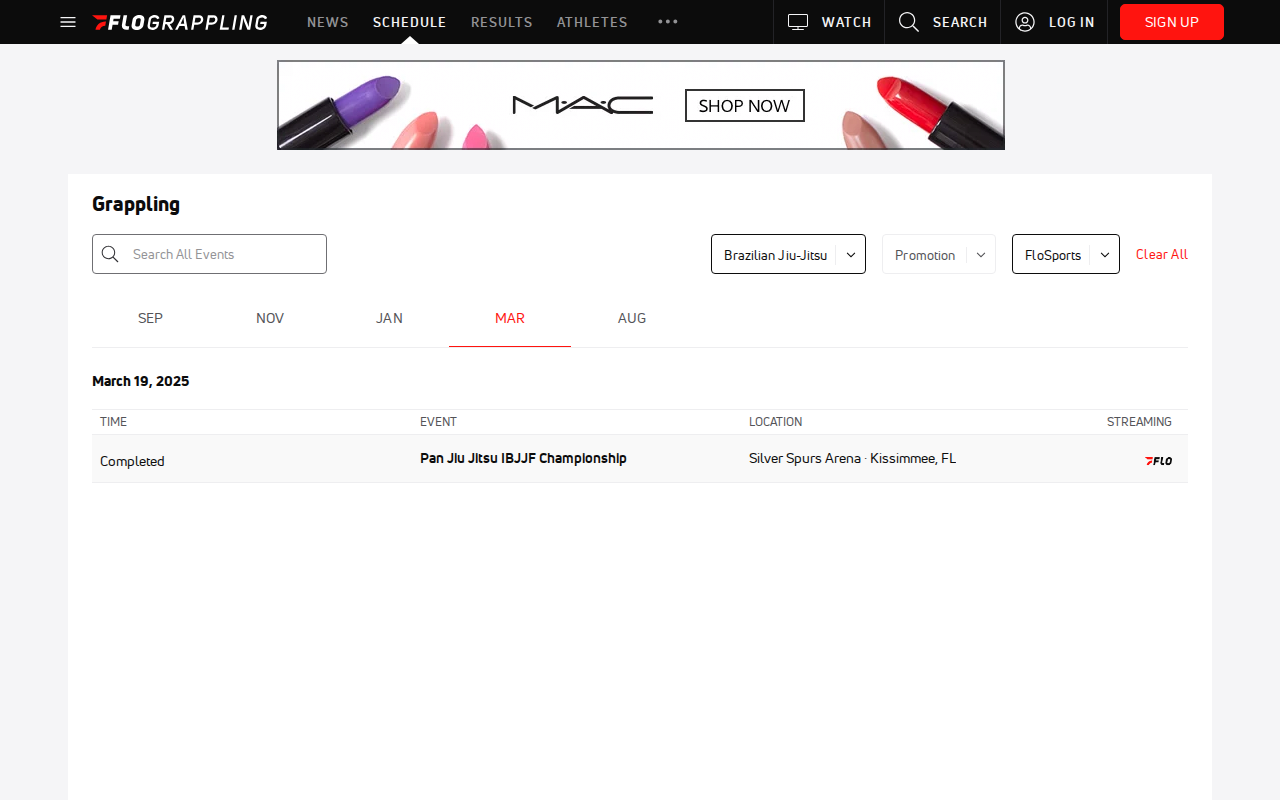 FLOGRAPPLING NEWS SCHEDULE RESULTS ATHLETES ••• WATCH SEARCH LOG IN SIGN UP
MAC SHOP NOW
Grappling
Search All Events Brazilian Jiu-Jitsu Promotion FloSports Clear All
SEP NOV JAN MAR AUG
March 19, 2025
TIME EVENT LOCATION STREAMING
Completed Pan Jiu Jitsu IBJJF Championship Silver Spurs Arena · Kissimmee, FL FLO